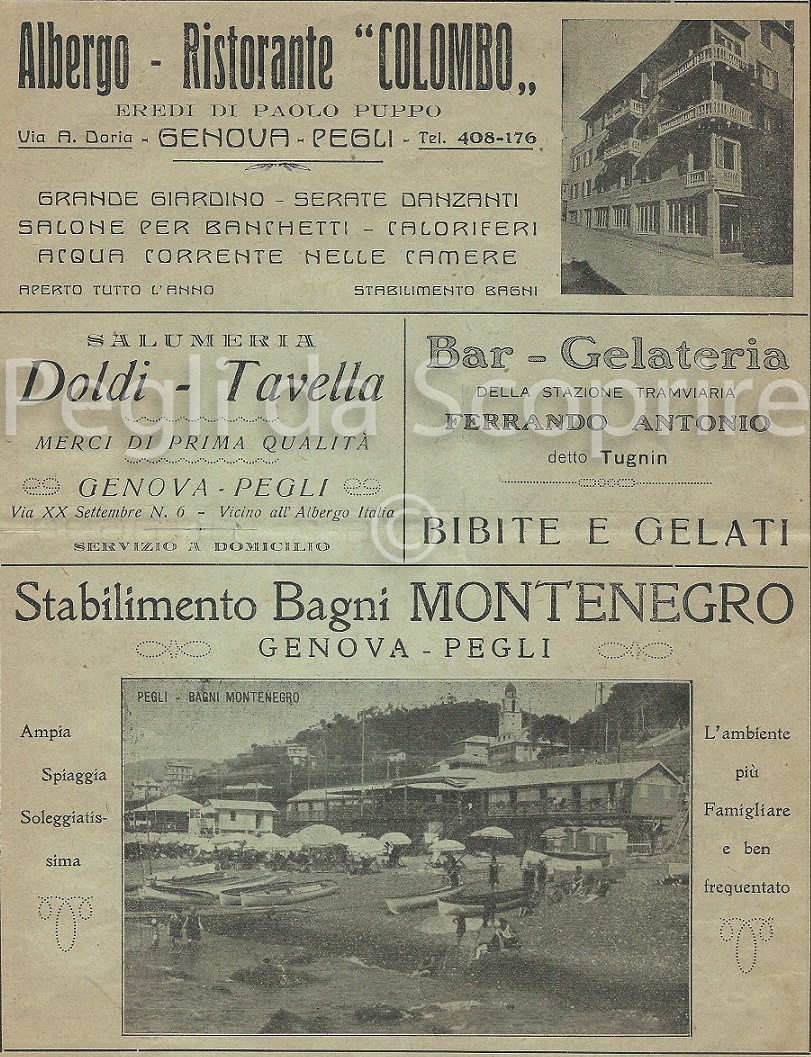 Albergo - Ristorante "COLOMBO„
EREDI DI PAOLO PUPPO
Via A. Doria - GENOVA - PEGLI - Tel. 408-176
GRANDE GIARDINO - SERATE DANZANTI
SALONE PER BANCHETTI - CALORIFERI
ACQUA CORRENTE NELLE CAMERE
APERTO TUTTO L'ANNO STABILIMENTO BAGNI
SALUMERIA
Doldi - Tavella
MERCI DI PRIMA QUALITÀ
GENOVA - PEGLI
Via XX Settembre N. 6 - Vicino all'Albergo Italia
SERVIZIO A DOMICILIO
Bar - Gelateria
DELLA STAZIONE TRAMVIARIA
FERRANDO ANTONIO
detto Tugnin
BIBITE E GELATI
Pegli da Scoprire
©
Stabilimento Bagni MONTENEGRO
GENOVA - PEGLI
PEGLI - BAGNI MONTENEGRO
Ampia
Spiaggia
Soleggiatis-
sima
L'ambiente
più
Famigliare
e ben
frequentato